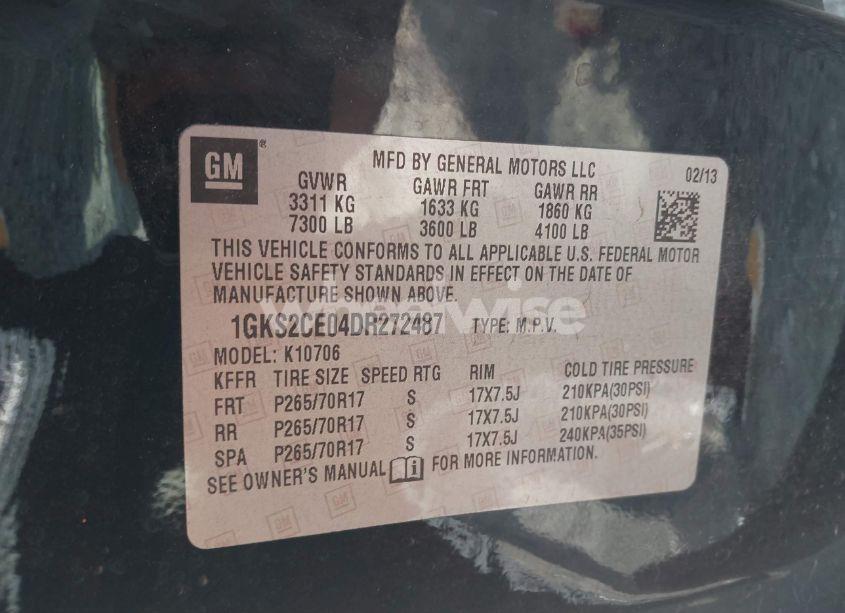 GM
MFD BY GENERAL MOTORS LLC 02/13
GVWR GAWR FRT GAWR RR
3311 KG 1633 KG 1860 KG
7300 LB 3600 LB 4100 LB
THIS VEHICLE CONFORMS TO ALL APPLICABLE U.S. FEDERAL MOTOR
VEHICLE SAFETY STANDARDS IN EFFECT ON THE DATE OF
MANUFACTURE SHOWN ABOVE.
1GKS2CE04DR272487 TYPE: M.P.V.
wheelwise
MODEL: K10706
KFFR TIRE SIZE SPEED RTG RIM COLD TIRE PRESSURE
FRT P265/70R17 S 17X7.5J 210KPA(30PSI)
RR P265/70R17 S 17X7.5J 210KPA(30PSI)
SPA P265/70R17 S 17X7.5J 240KPA(35PSI)
SEE OWNER'S MANUAL FOR MORE INFORMATION.